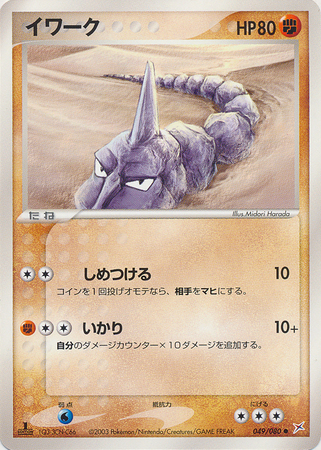 イワーク HP80
Illus. Midori Harada
たね
しめつける 10
コインを1回投げオモテなら、相手をマヒにする。
いかり 10+
自分のダメージカウンター×10ダメージを追加する。
弱点 抵抗力 にげる
©2003 Pokémon/Nintendo/Creatures/GAME FREAK
049/080 ●